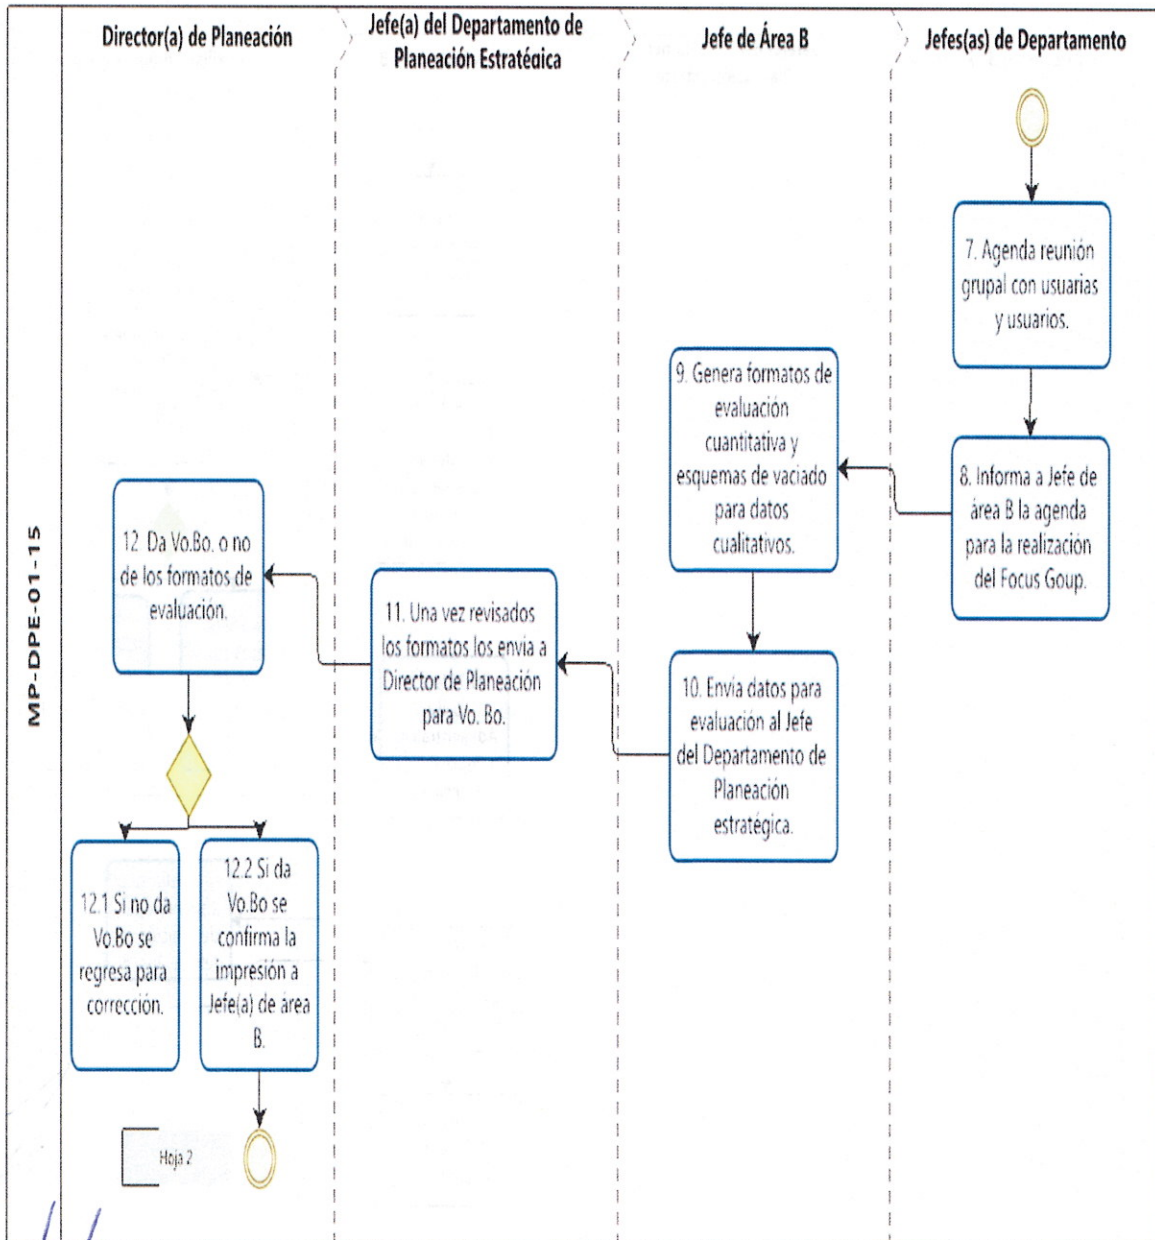 Director(a) de Planeación
Jefe(a) del Departamento de
Planeación Estratégica
Jefe de Área B
Jefes(as) de Departamento
MP-DPE-01-15
7. Agenda reunión
grupal con usuarias
y usuarios.
8. Informa a Jefe de
área B la agenda
para la realización
del Focus Goup.
9. Genera formatos de
evaluación
cuantitativa y
esquemas de vaciado
para datos
cualitativos.
10. Envía datos para
evaluación al Jefe
del Departamento de
Planeación
estratégica.
11. Una vez revisados
los formatos los envía a
Director de Planeación
para Vo. Bo.
12 Da Vo.Bo. o no
de los formatos de
evaluación.
12.1 Si no da
Vo.Bo se
regresa para
corrección.
12.2 Si da
Vo.Bo se
confirma la
impresión a
Jefe(a) de área
B.
Hoja 2